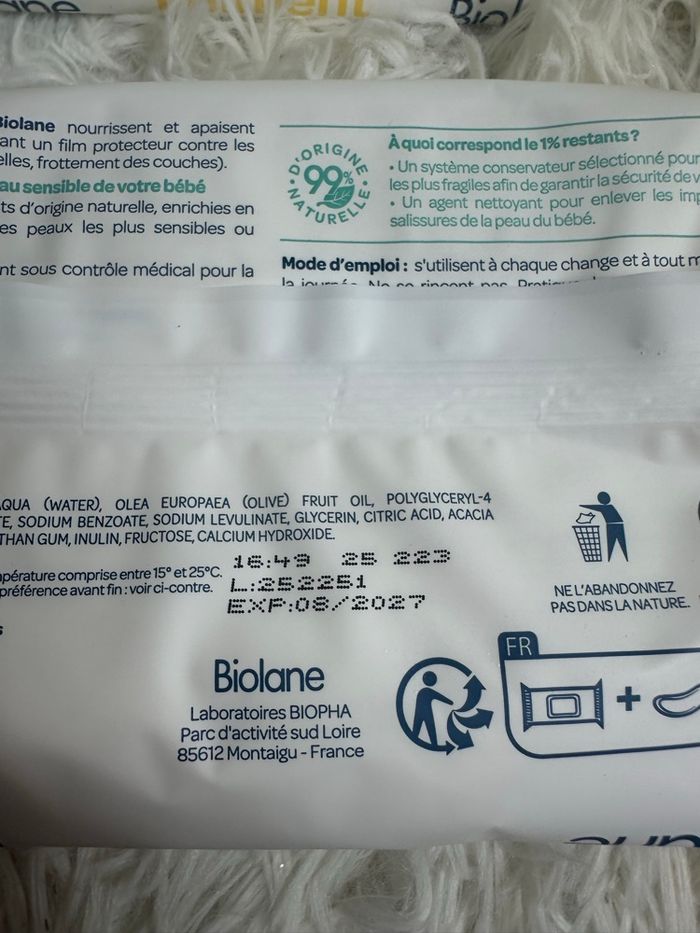 Biol
Biolane nourrissent et apaisent
ant un film protecteur contre les
elles, frottement des couches).
au sensible de votre bébé
ts d'origine naturelle, enrichies en
es peaux les plus sensibles ou
nt sous contrôle médical pour la
D'ORIGINE
99%
NATURELLE
À quoi correspond le 1% restants ?
• Un système conservateur sélectionné pour
les plus fragiles afin de garantir la sécurité de v
• Un agent nettoyant pour enlever les imp
salissures de la peau du bébé.
Mode d'emploi : s'utilisent à chaque change et à tout m
AQUA (WATER), OLEA EUROPAEA (OLIVE) FRUIT OIL, POLYGLYCERYL-4
TE, SODIUM BENZOATE, SODIUM LEVULINATE, GLYCERIN, CITRIC ACID, ACACIA
THAN GUM, INULIN, FRUCTOSE, CALCIUM HYDROXIDE.
mpérature comprise entre 15° et 25°C.
préférence avant fin : voir ci-contre.
16:49 25 223
L.:252251
EXP:08/2027
NE L'ABANDONNEZ
PAS DANS LA NATURE.
FR
+
Biolane
Laboratoires BIOPHA
Parc d'activité sud Loire
85612 Montaigu - France